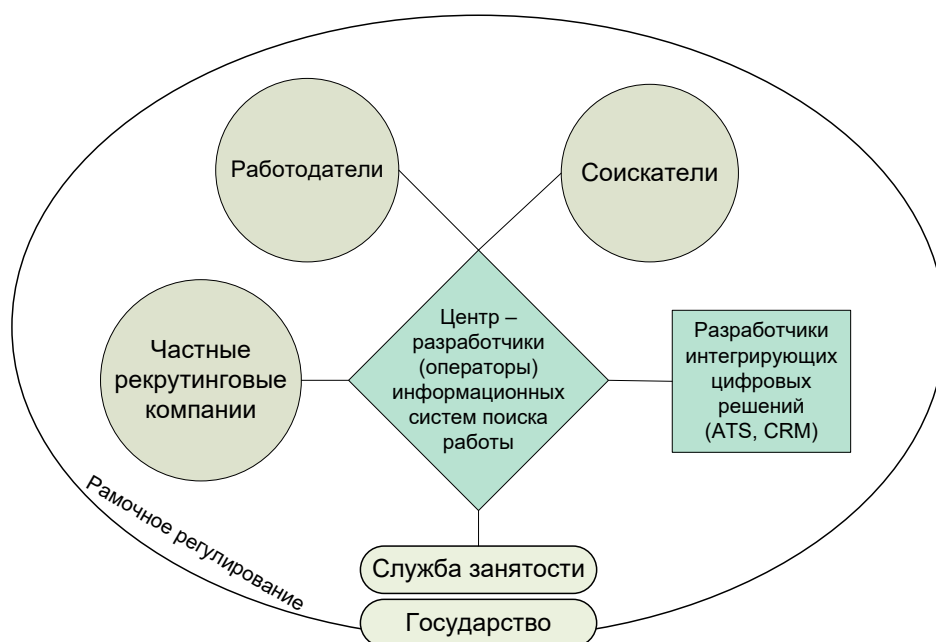 Работодатели
Соискатели
Частные
рекрутинговые
компании
Центр –
разработчики
(операторы)
информационных
систем поиска
работы
Разработчики
интегрирующих
цифровых
решений
(ATS, CRM)
Рамочное регулирование
Служба занятости
Государство